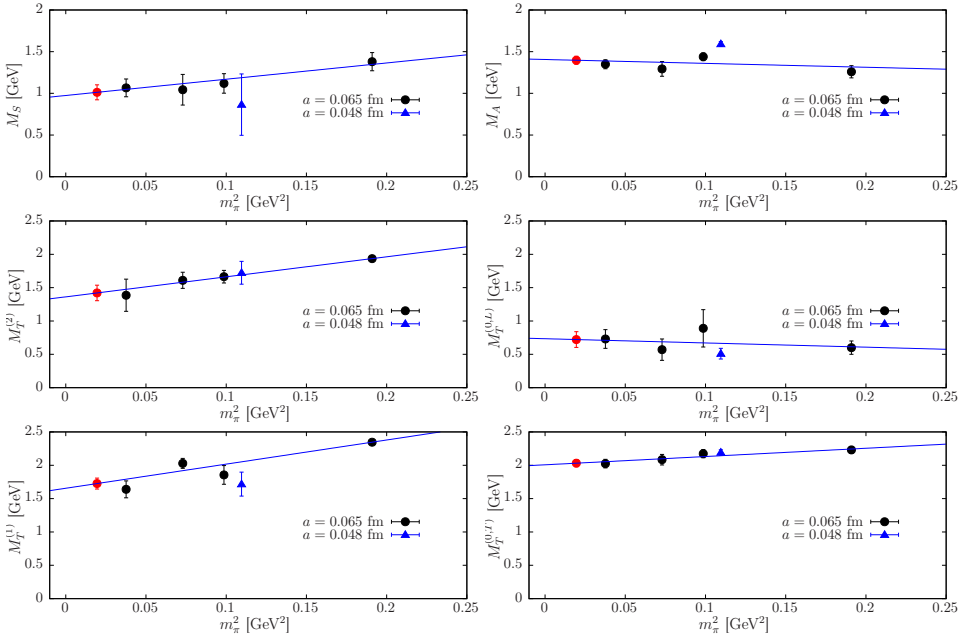 2
1.5
1
0.5
0
M_S [GeV]
a = 0.065 fm
a = 0.048 fm
0 0.05 0.1 0.15 0.2 0.25
m_π^2 [GeV^2]
2
1.5
1
0.5
0
M_A [GeV]
a = 0.065 fm
a = 0.048 fm
0 0.05 0.1 0.15 0.2 0.25
m_π^2 [GeV^2]
2.5
2
1.5
1
0.5
0
M_T^(2) [GeV]
a = 0.065 fm
a = 0.048 fm
0 0.05 0.1 0.15 0.2 0.25
m_π^2 [GeV^2]
2.5
2
1.5
1
0.5
0
M_T^(0,L) [GeV]
a = 0.065 fm
a = 0.048 fm
0 0.05 0.1 0.15 0.2 0.25
m_π^2 [GeV^2]
2.5
2
1.5
1
0.5
0
M_T^(1) [GeV]
a = 0.065 fm
a = 0.048 fm
0 0.05 0.1 0.15 0.2 0.25
m_π^2 [GeV^2]
2.5
2
1.5
1
0.5
0
M_T^(0,T) [GeV]
a = 0.065 fm
a = 0.048 fm
0 0.05 0.1 0.15 0.2 0.25
m_π^2 [GeV^2]